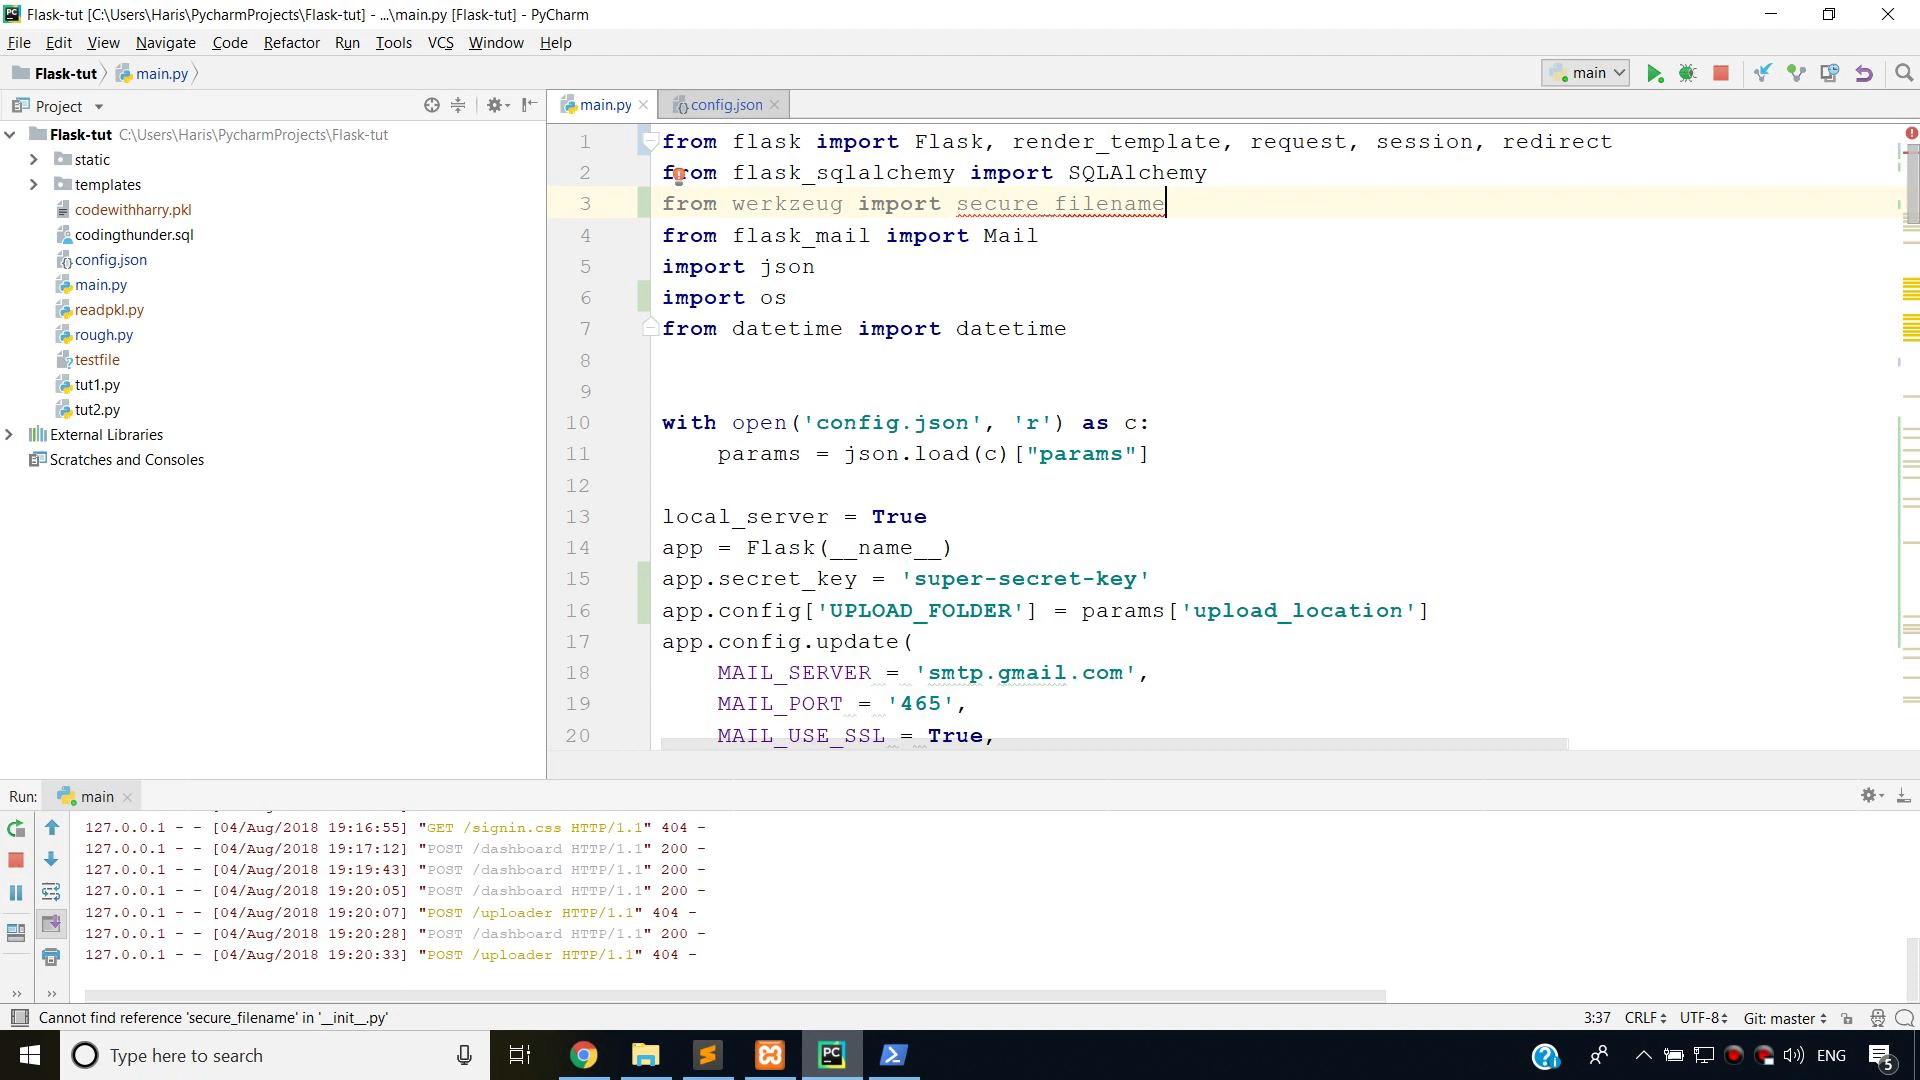 Flask-tut [C:\Users\Haris\PycharmProjects\Flask-tut] - ...\main.py [Flask-tut] - PyCharm
File Edit View Navigate Code Refactor Run Tools VCS Window Help
Flask-tut main.py main
Project main.py config.json
Flask-tut C:\Users\Haris\PycharmProjects\Flask-tut
static
templates
codewithharry.pkl
codingthunder.sql
config.json
main.py
readpkl.py
rough.py
testfile
tut1.py
tut2.py
External Libraries
Scratches and Consoles
1 from flask import Flask, render_template, request, session, redirect
2 from flask_sqlalchemy import SQLAlchemy
3 from werkzeug import secure_filename
4 from flask_mail import Mail
5 import json
6 import os
7 from datetime import datetime
8
9
10 with open('config.json', 'r') as c:
11 params = json.load(c)["params"]
12
13 local_server = True
14 app = Flask(__name__)
15 app.secret_key = 'super-secret-key'
16 app.config['UPLOAD_FOLDER'] = params['upload_location']
17 app.config.update(
18 MAIL_SERVER = 'smtp.gmail.com',
19 MAIL_PORT = '465',
20 MAIL_USE_SSL = True,
Run: main
127.0.0.1 - - [04/Aug/2018 19:16:55] "GET /signin.css HTTP/1.1" 404 -
127.0.0.1 - - [04/Aug/2018 19:17:12] "POST /dashboard HTTP/1.1" 200 -
127.0.0.1 - - [04/Aug/2018 19:19:43] "POST /dashboard HTTP/1.1" 200 -
127.0.0.1 - - [04/Aug/2018 19:20:05] "POST /dashboard HTTP/1.1" 200 -
127.0.0.1 - - [04/Aug/2018 19:20:07] "POST /uploader HTTP/1.1" 404 -
127.0.0.1 - - [04/Aug/2018 19:20:28] "POST /dashboard HTTP/1.1" 200 -
127.0.0.1 - - [04/Aug/2018 19:20:33] "POST /uploader HTTP/1.1" 404 -
Cannot find reference 'secure_filename' in '__init__.py' 3:37 CRLF UTF-8 Git: master
Type here to search PC ENG 5